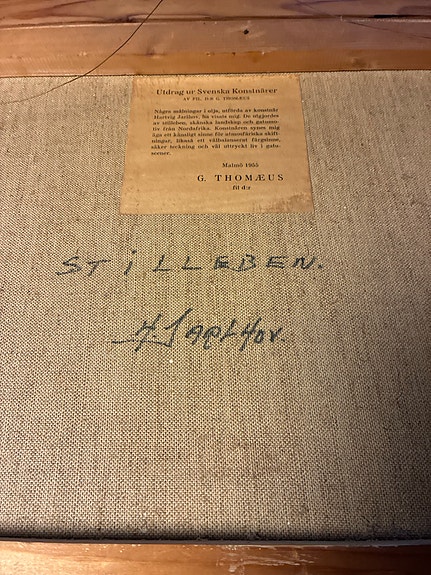 Utdrag ur Svenska Konstnärer
AV FIL. D:R G. THOMÆUS
Några målningar i olja, utförda av konstnär
Hartvig Jarlhov, ha visats mig. De utgjordes
av stilleben, skånska landskap och gatumo-
tiv från Nordafrika. Konstnären synes mig
äga ett känsligt sinne för atmosfäriska skift-
ningar, likaså ett välbalanserat färgsinne,
säker teckning och väl uttryckt liv i gatu-
scener.
Malmö 1955
G. THOMÆUS
fil d:r
STILLEBEN.
H Jarlhov.